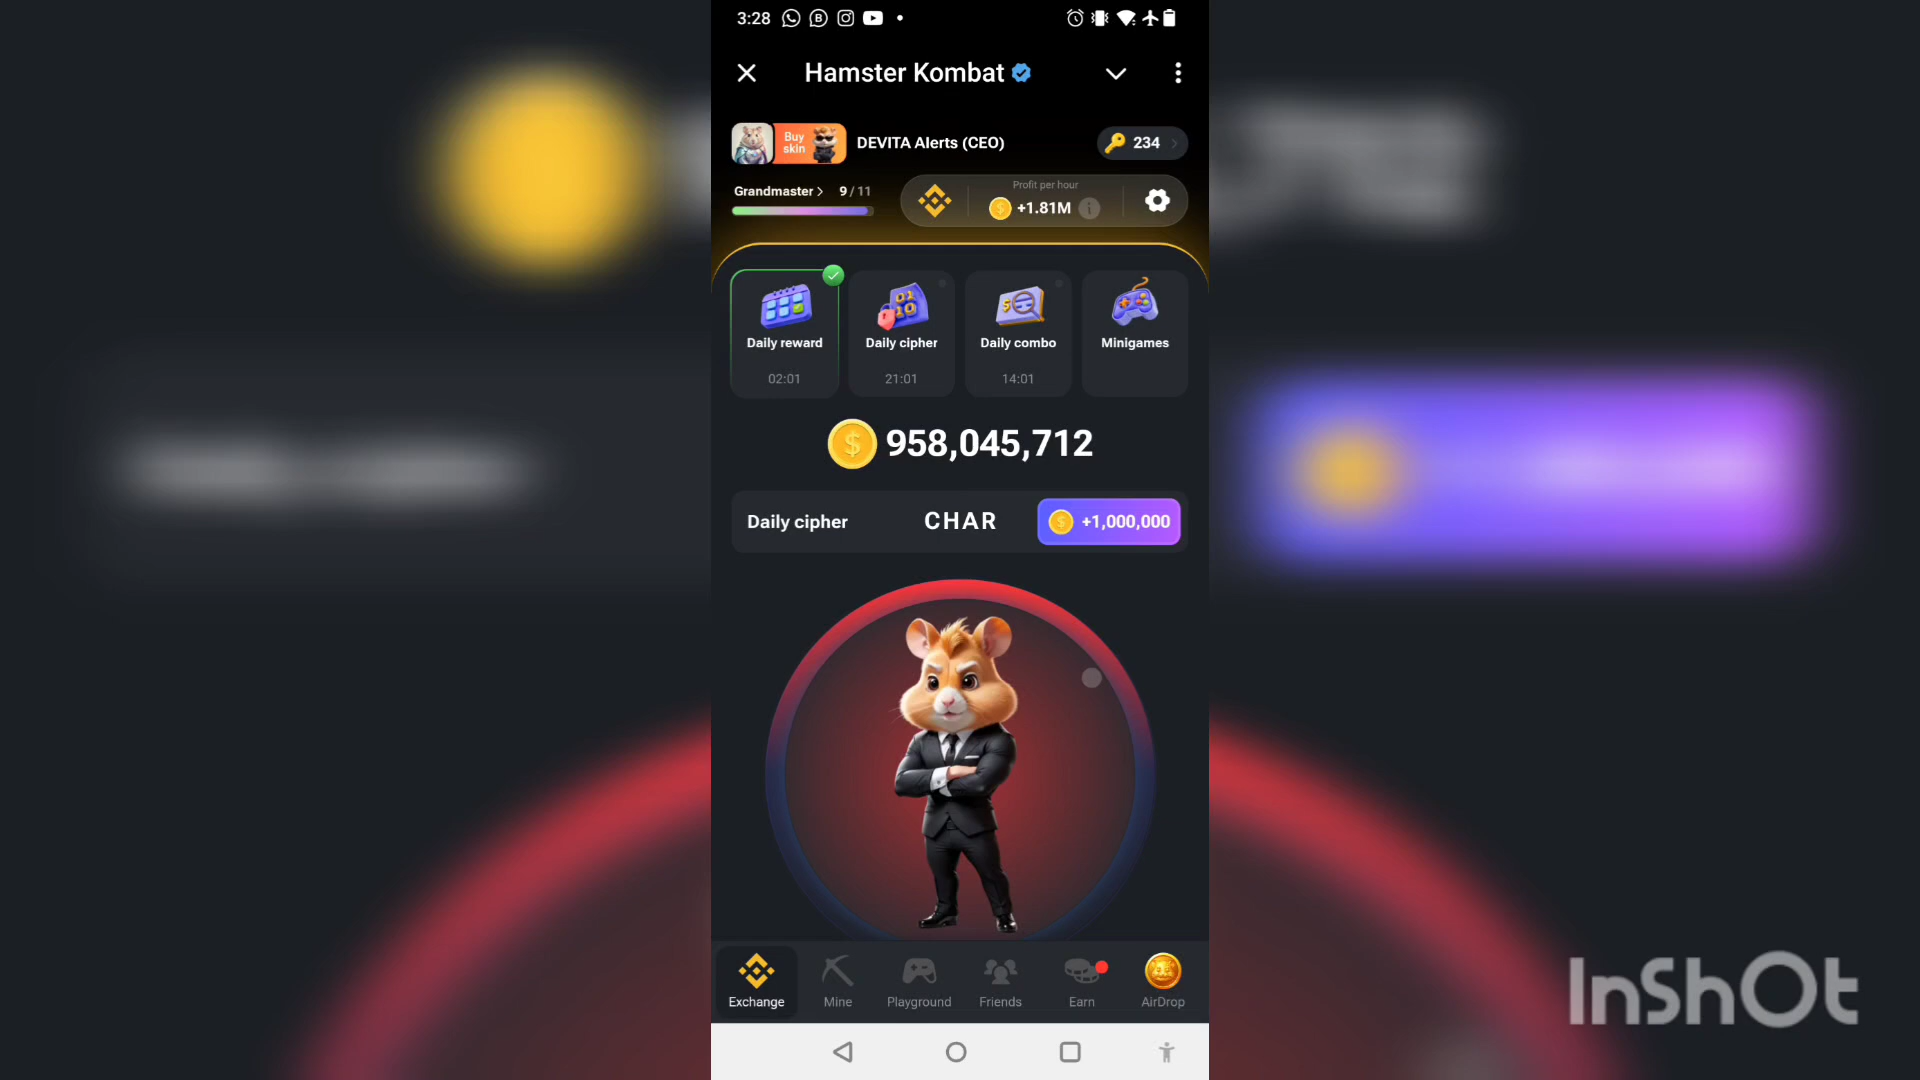 3:28
Hamster Kombat
Buy
skin
DEVITA Alerts (CEO)
234
Grandmaster
9 / 11
Profit per hour
+1.81M
Daily reward
02:01
Daily cipher
21:01
Daily combo
14:01
Minigames
958,045,712
Daily cipher
CHAR
+1,000,000
Exchange
Mine
Playground
Friends
Earn
AirDrop
InShOt